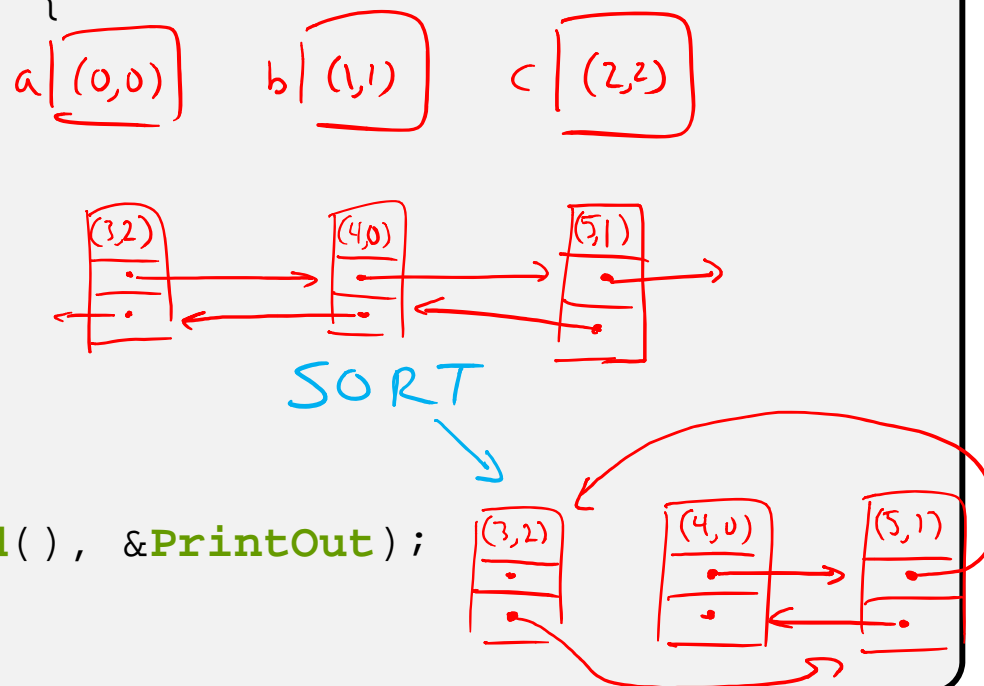 {
a (0,0) b (1,1) c (2,2)
(3,2) (4,0) (5,1)
SORT
(3,2) (4,0) (5,1)
l(), &PrintOut);